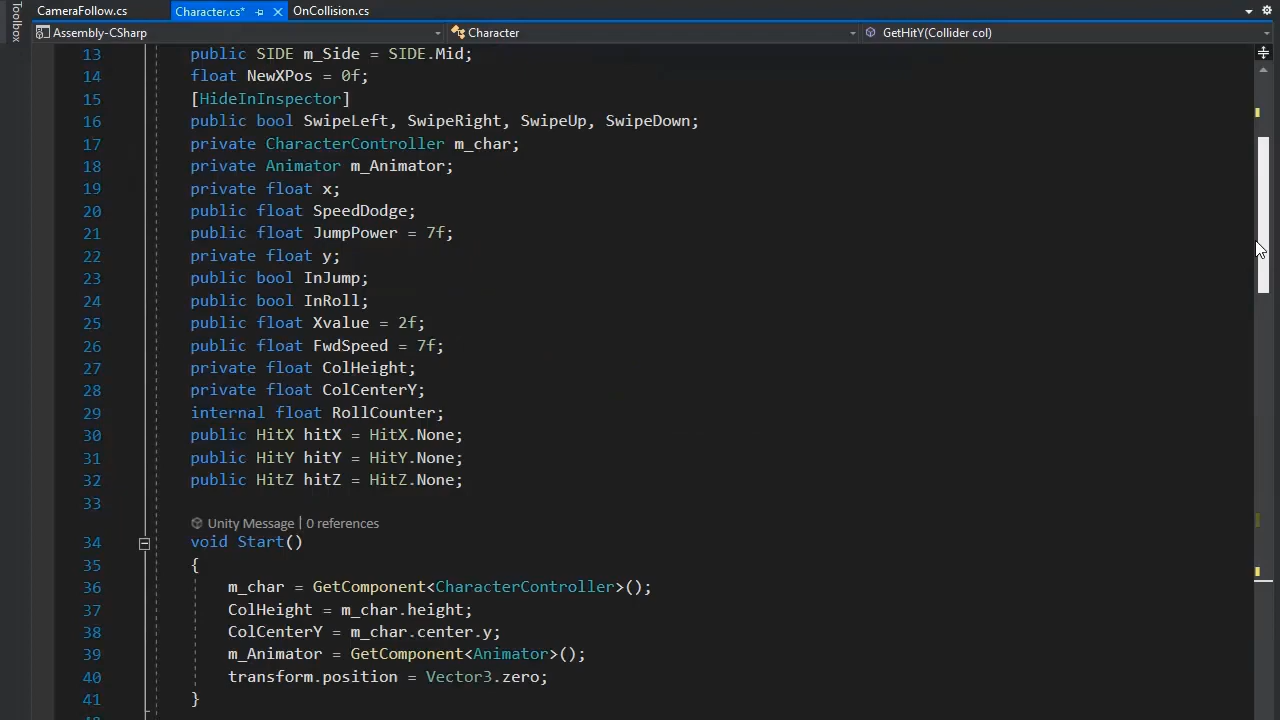 Toolbox
CameraFollow.cs
Character.cs*
OnCollision.cs
Assembly-CSharp
Character
GetHitY(Collider col)
13 public SIDE m_Side = SIDE.Mid;
14 float NewXPos = 0f;
15 [HideInInspector]
16 public bool SwipeLeft, SwipeRight, SwipeUp, SwipeDown;
17 private CharacterController m_char;
18 private Animator m_Animator;
19 private float x;
20 public float SpeedDodge;
21 public float JumpPower = 7f;
22 private float y;
23 public bool InJump;
24 public bool InRoll;
25 public float Xvalue = 2f;
26 public float FwdSpeed = 7f;
27 private float ColHeight;
28 private float ColCenterY;
29 internal float RollCounter;
30 public HitX hitX = HitX.None;
31 public HitY hitY = HitY.None;
32 public HitZ hitZ = HitZ.None;
33
Unity Message | 0 references
34 void Start()
35 {
36 m_char = GetComponent<CharacterController>();
37 ColHeight = m_char.height;
38 ColCenterY = m_char.center.y;
39 m_Animator = GetComponent<Animator>();
40 transform.position = Vector3.zero;
41 }